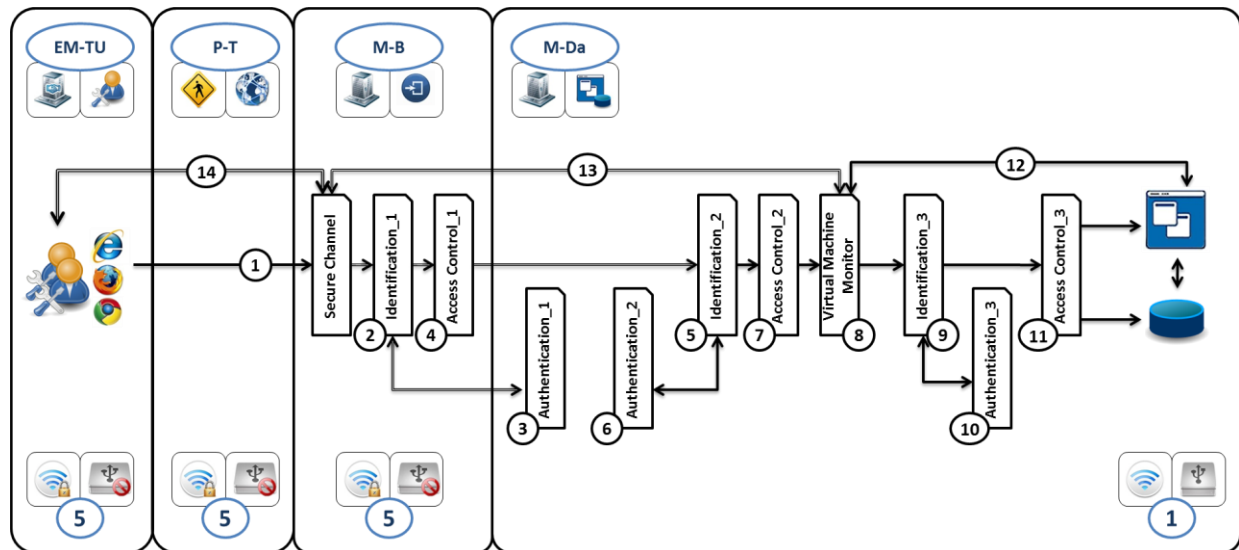 EM-TU
P-T
M-B
M-Da
14
13
12
1
Secure Channel
Identification_1
2
Access Control_1
4
Authentication_1
3
Authentication_2
6
Identification_2
5
Access Control_2
7
Virtual Machine
Monitor
8
Identification_3
9
Authentication_3
10
Access Control_3
11
5
5
5
1